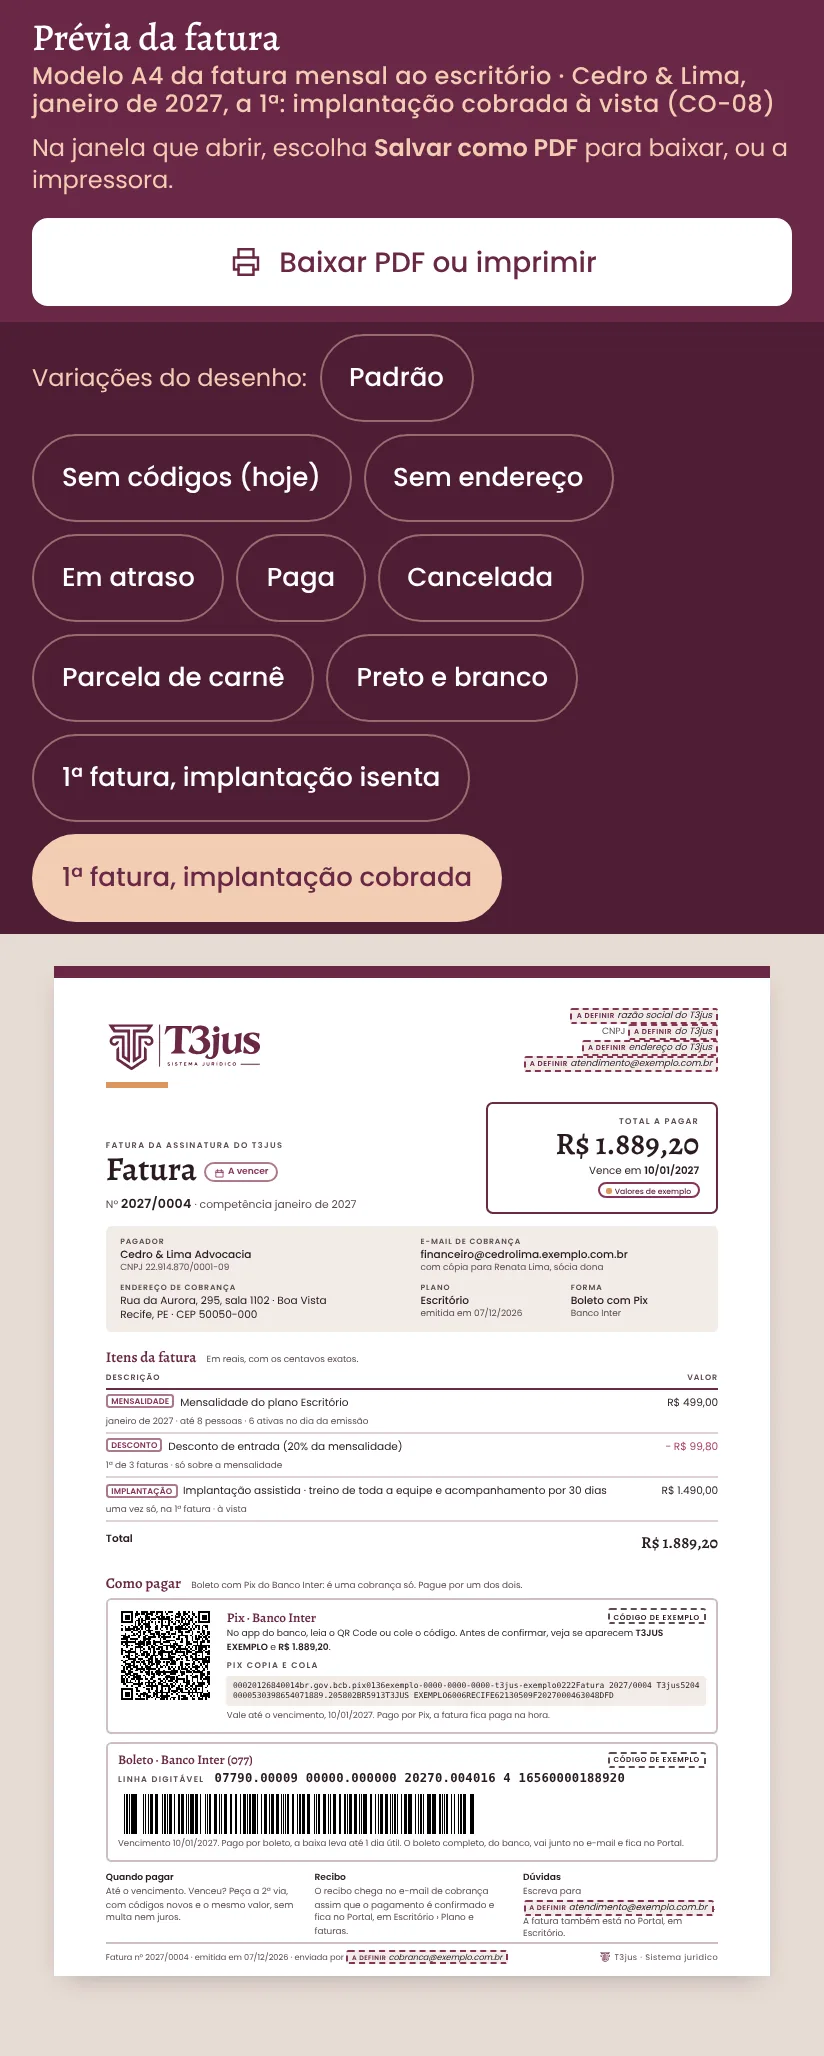 Prévia da fatura
Modelo A4 da fatura mensal ao escritório · Cedro & Lima,
janeiro de 2027, a 1ª: implantação cobrada à vista (CO-08)
Na janela que abrir, escolha Salvar como PDF para baixar, ou a
impressora.
Baixar PDF ou imprimir
Variações do desenho:
Padrão
Sem códigos (hoje)
Sem endereço
Em atraso
Paga
Cancelada
Parcela de carnê
Preto e branco
1ª fatura, implantação isenta
1ª fatura, implantação cobrada
T3jus
SISTEMA JURÍDICO
A DEFINIR razão social do T3jus
CNPJ A DEFINIR do T3jus
A DEFINIR endereço do T3jus
A DEFINIR atendimento@exemplo.com.br
FATURA DA ASSINATURA DO T3JUS
Fatura
A vencer
Nº 2027/0004 · competência janeiro de 2027
TOTAL A PAGAR
R$ 1.889,20
Vence em 10/01/2027
Valores de exemplo
PAGADOR
Cedro & Lima Advocacia
CNPJ 22.914.870/0001-09
E-MAIL DE COBRANÇA
financeiro@cedrolima.exemplo.com.br
com cópia para Renata Lima, sócia dona
ENDEREÇO DE COBRANÇA
Rua da Aurora, 295, sala 1102 · Boa Vista
Recife, PE · CEP 50050-000
PLANO
Escritório
emitida em 07/12/2026
FORMA
Boleto com Pix
Banco Inter
Itens da fatura
Em reais, com os centavos exatos.
DESCRIÇÃO
VALOR
MENSALIDADE Mensalidade do plano Escritório
R$ 499,00
janeiro de 2027 · até 8 pessoas · 6 ativas no dia da emissão
DESCONTO Desconto de entrada (20% da mensalidade)
- R$ 99,80
1ª de 3 faturas · só sobre a mensalidade
IMPLANTAÇÃO Implantação assistida · treino de toda a equipe e acompanhamento por 30 dias
R$ 1.490,00
uma vez só, na 1ª fatura · à vista
Total
R$ 1.889,20
Como pagar
Boleto com Pix do Banco Inter: é uma cobrança só. Pague por um dos dois.
Pix · Banco Inter
CÓDIGO DE EXEMPLO
No app do banco, leia o QR Code ou cole o código. Antes de confirmar, veja se aparecem T3JUS
EXEMPLO e R$ 1.889,20.
PIX COPIA E COLA
00020126840014br.gov.bcb.pix0136exemplo-0000-0000-0000-t3jus-exemplo0222Fatura 2027/0004 T3jus5204
0000530398654071889.205802BR5913T3JUS EXEMPLO6006RECIFE62130509F2027000463048DFD
Vale até o vencimento, 10/01/2027. Pago por Pix, a fatura fica paga na hora.
Boleto · Banco Inter (077)
CÓDIGO DE EXEMPLO
LINHA DIGITÁVEL 07790.00009 00000.000000 20270.004016 4 16560000188920
Vencimento 10/01/2027. Pago por boleto, a baixa leva até 1 dia útil. O boleto completo, do banco, vai junto no e-mail e fica no Portal.
Quando pagar
Até o vencimento. Venceu? Peça a 2ª via,
com códigos novos e o mesmo valor, sem
multa nem juros.
Recibo
O recibo chega no e-mail de cobrança
assim que o pagamento é confirmado e
fica no Portal, em Escritório › Plano e
faturas.
Dúvidas
Escreva para
A DEFINIR atendimento@exemplo.com.br.
A fatura também está no Portal, em
Escritório.
Fatura nº 2027/0004 · emitida em 07/12/2026 · enviada por A DEFINIR cobranca@exemplo.com.br
T3jus · Sistema jurídico